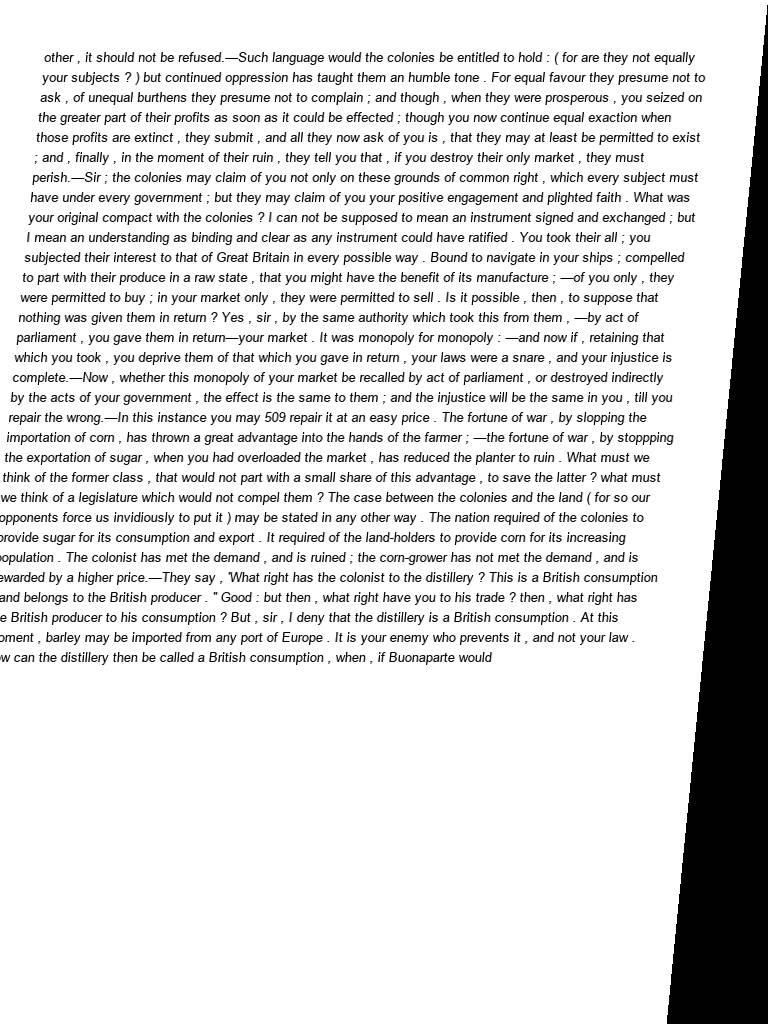 other , it should not be refused.—Such language would the colonies be entitled to hold : ( for are they not equally
your subjects ? ) but continued oppression has taught them an humble tone . For equal favour they presume not to
ask , of unequal burthens they presume not to complain ; and though , when they were prosperous , you seized on
the greater part of their profits as soon as it could be effected ; though you now continue equal exaction when
those profits are extinct , they submit , and all they now ask of you is , that they may at least be permitted to exist
; and , finally , in the moment of their ruin , they tell you that , if you destroy their only market , they must
perish.—Sir ; the colonies may claim of you not only on these grounds of common right , which every subject must
have under every government ; but they may claim of you your positive engagement and plighted faith . What was
your original compact with the colonies ? I can not be supposed to mean an instrument signed and exchanged ; but
I mean an understanding as binding and clear as any instrument could have ratified . You took their all ; you
subjected their interest to that of Great Britain in every possible way . Bound to navigate in your ships ; compelled
to part with their produce in a raw state , that you might have the benefit of its manufacture ; —of you only , they
were permitted to buy ; in your market only , they were permitted to sell . Is it possible , then , to suppose that
nothing was given them in return ? Yes , sir , by the same authority which took this from them , —by act of
parliament , you gave them in return—your market . It was monopoly for monopoly : —and now if , retaining that
which you took , you deprive them of that which you gave in return , your laws were a snare , and your injustice is
complete.—Now , whether this monopoly of your market be recalled by act of parliament , or destroyed indirectly
by the acts of your government , the effect is the same to them ; and the injustice will be the same in you , till you
repair the wrong.—In this instance you may 509 repair it at an easy price . The fortune of war , by slopping the
importation of corn , has thrown a great advantage into the hands of the farmer ; —the fortune of war , by stoppping
the exportation of sugar , when you had overloaded the market , has reduced the planter to ruin . What must we
think of the former class , that would not part with a small share of this advantage , to save the latter ? what must
we think of a legislature which would not compel them ? The case between the colonies and the land ( for so our
opponents force us invidiously to put it ) may be stated in any other way . The nation required of the colonies to
provide sugar for its consumption and export . It required of the land-holders to provide corn for its increasing
population . The colonist has met the demand , and is ruined ; the corn-grower has not met the demand , and is
ewarded by a higher price.—They say , "What right has the colonist to the distillery ? This is a British consumption
and belongs to the British producer . " Good : but then , what right have you to his trade ? then , what right has
e British producer to his consumption ? But , sir , I deny that the distillery is a British consumption . At this
oment , barley may be imported from any port of Europe . It is your enemy who prevents it , and not your law .
ow can the distillery then be called a British consumption , when , if Buonaparte would